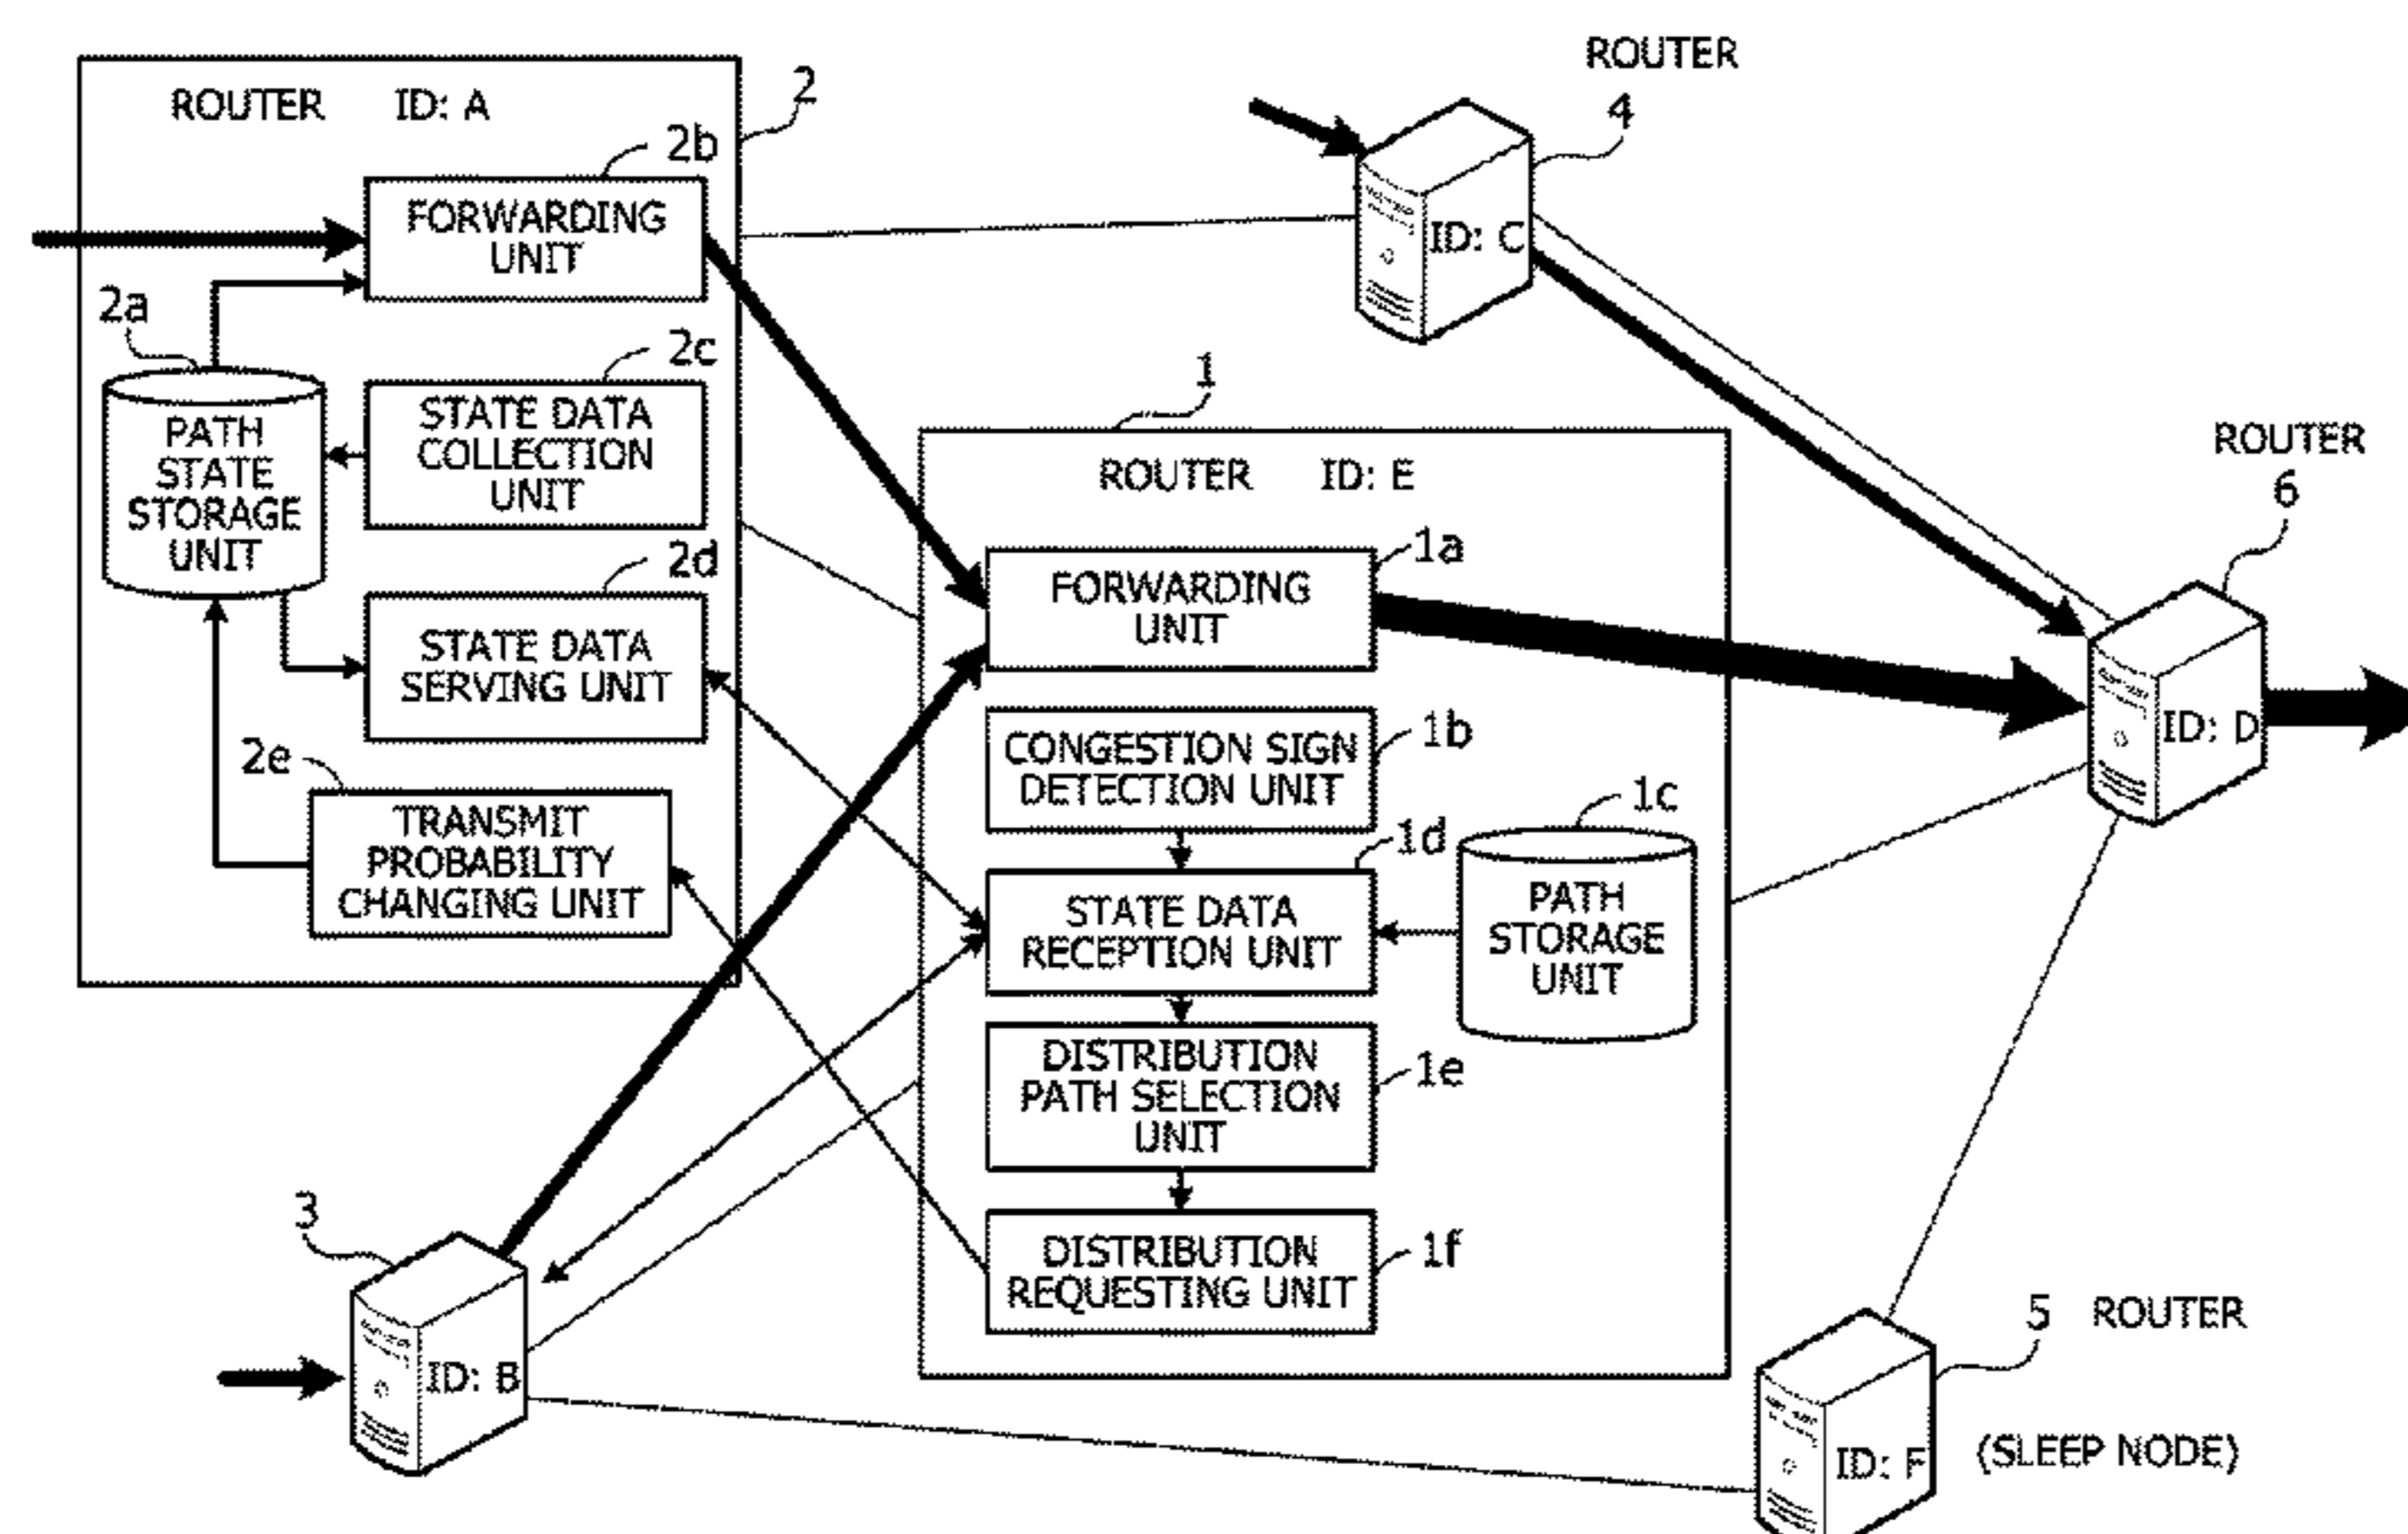 ROUTER
4
ROUTER ID: A
2
2b
FORWARDING
UNIT
ID: C
2a
2c
PATH
STATE
STORAGE
UNIT
STATE DATA
COLLECTION
UNIT
1
ROUTER
6
ROUTER ID: E
2d
STATE DATA
SERVING UNIT
1a
FORWARDING
UNIT
ID: D
2e
TRANSMIT
PROBABILITY
CHANGING UNIT
1b
CONGESTION SIGN
DETECTION UNIT
1c
PATH
STORAGE
UNIT
1d
STATE DATA
RECEPTION UNIT
1e
DISTRIBUTION
PATH SELECTION
UNIT
1f
DISTRIBUTION
REQUESTING UNIT
3
ID: B
5 ROUTER
ID: F
(SLEEP NODE)